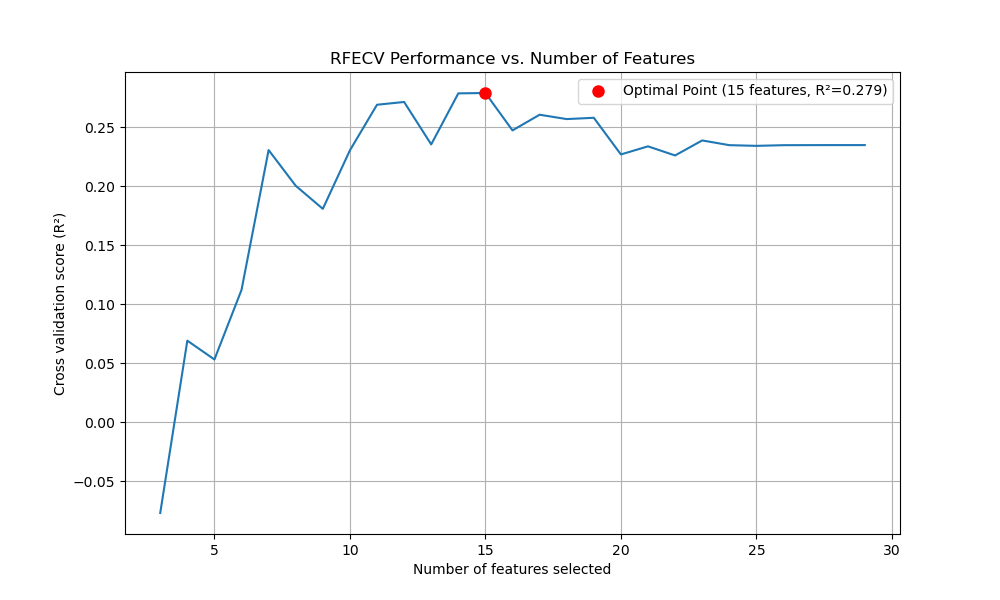 RFECV Performance vs. Number of Features
Optimal Point (15 features, R²=0.279)
Cross validation score (R²)
0.25
0.20
0.15
0.10
0.05
0.00
−0.05
5 10 15 20 25 30
Number of features selected